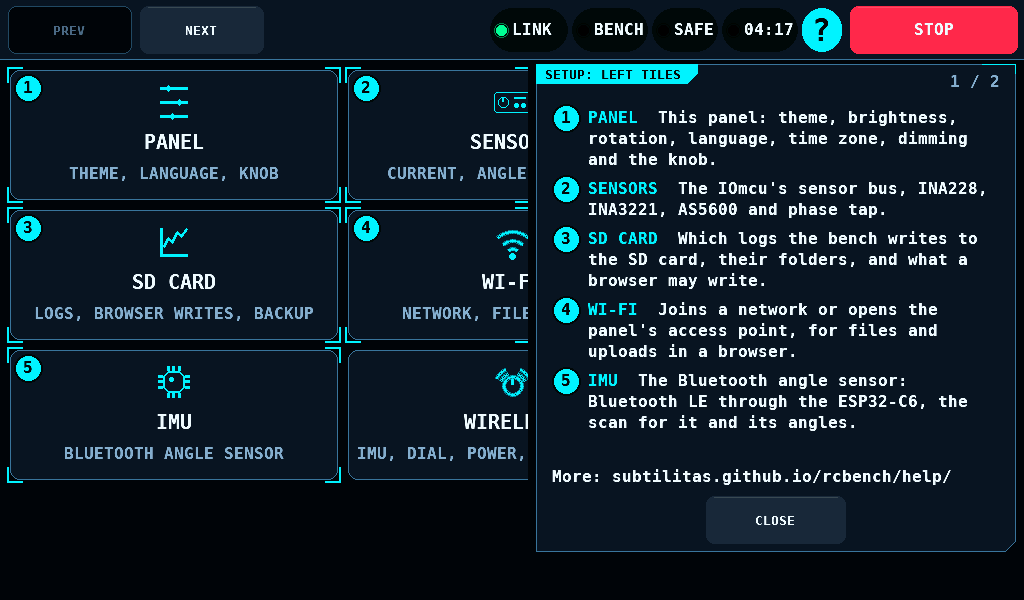 PREV
NEXT
LINK
BENCH
SAFE
04:17
?
STOP
1
PANEL
THEME, LANGUAGE, KNOB
2
SENSO
CURRENT, ANGLE
3
SD CARD
LOGS, BROWSER WRITES, BACKUP
4
WI-F
NETWORK, FILE
5
IMU
BLUETOOTH ANGLE SENSOR
WIREL
IMU, DIAL, POWER,
SETUP: LEFT TILES
1 / 2
1 PANEL This panel: theme, brightness,
rotation, language, time zone, dimming
and the knob.
2 SENSORS The IOmcu's sensor bus, INA228,
INA3221, AS5600 and phase tap.
3 SD CARD Which logs the bench writes to
the SD card, their folders, and what a
browser may write.
4 WI-FI Joins a network or opens the
panel's access point, for files and
uploads in a browser.
5 IMU The Bluetooth angle sensor:
Bluetooth LE through the ESP32-C6, the
scan for it and its angles.
More: subtilitas.github.io/rcbench/help/
CLOSE